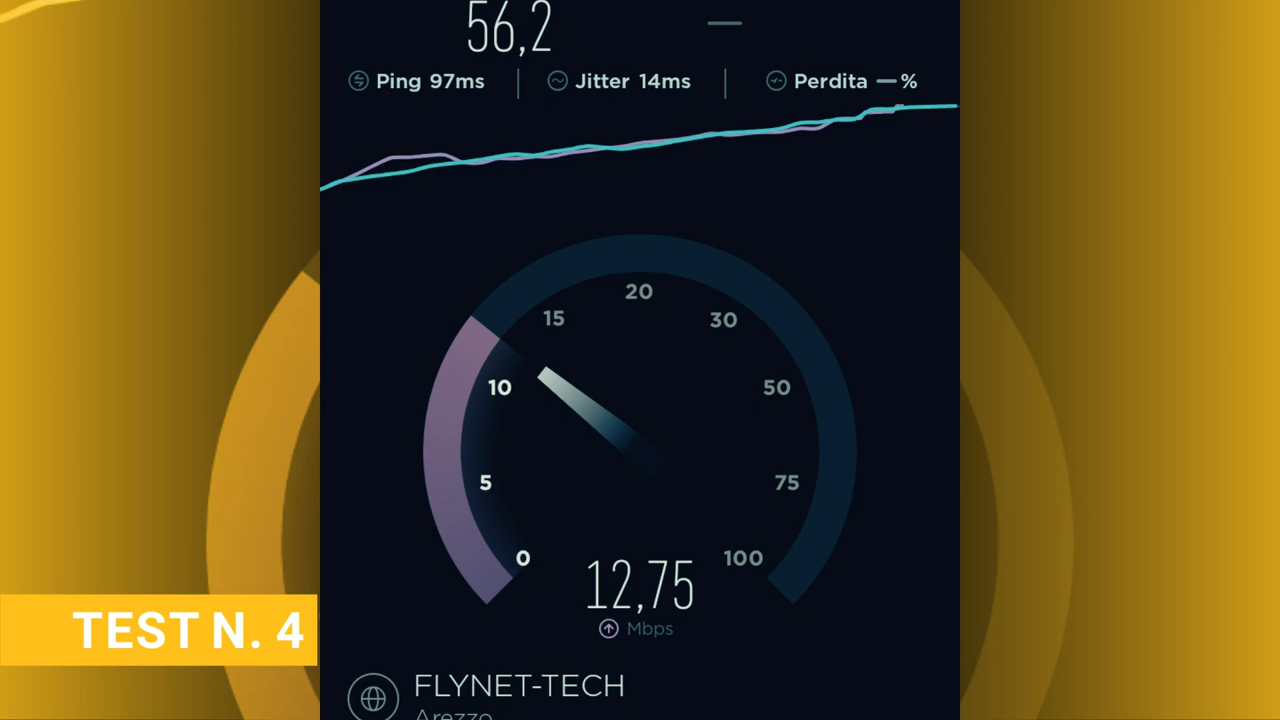 56,2 —
Ping 97ms | Jitter 14ms | Perdita —%
20
15 30
10 50
5 75
0 100
12,75
Mbps
TEST N. 4
FLYNET-TECH
Arezzo